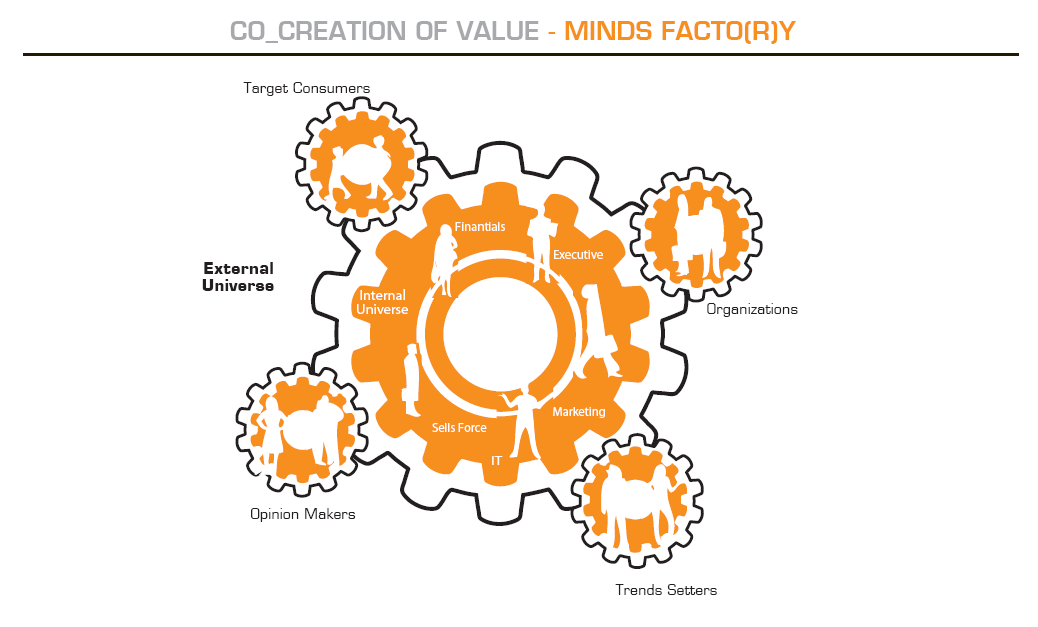 CO_CREATION OF VALUE - MINDS FACTO(R)Y
Target Consumers
Finantials
Executive
External
Universe
Internal
Universe
Organizations
Marketing
Sells Force
IT
Opinion Makers
Trends Setters